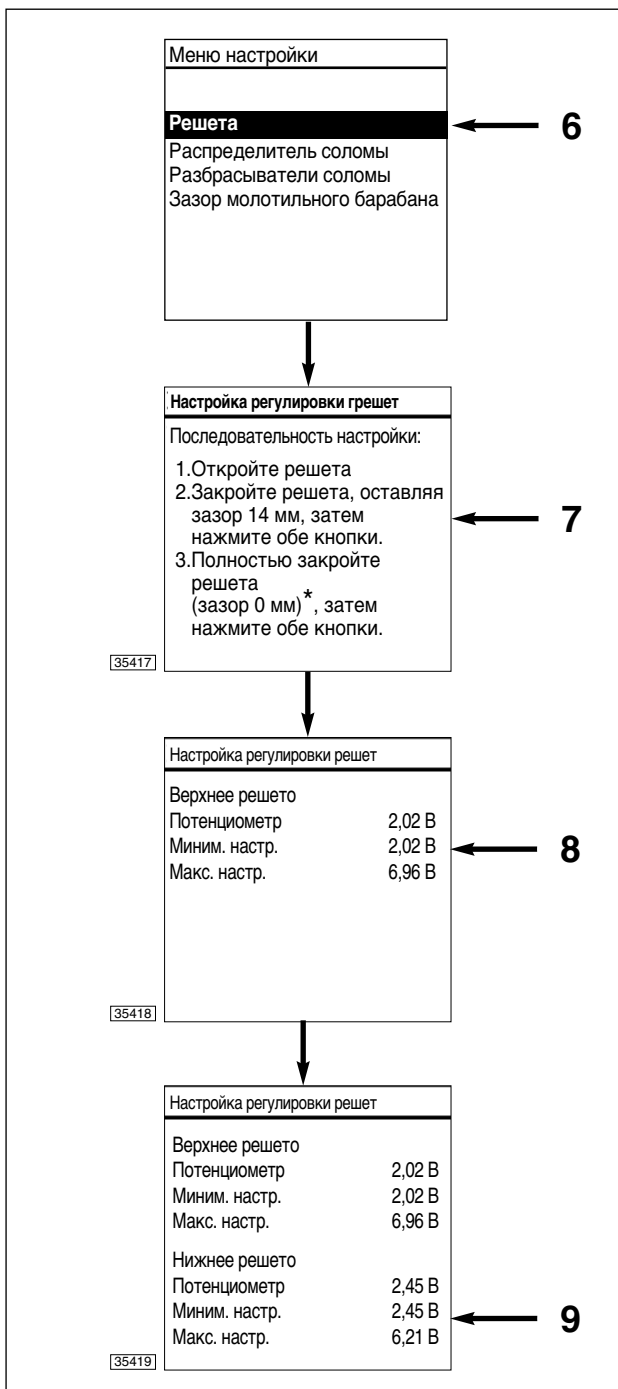 Меню настройки
Решета
6
Распределитель соломы
Разбрасыватели соломы
Зазор молотильного барабана
Настройка регулировки грешет
Последовательность настройки:
1.Откройте решета
2.Закройте решета, оставляя
зазор 14 мм, затем
7
нажмите обе кнопки.
3.Полностью закройте
решета
(зазор 0 мм)*, затем
нажмите обе кнопки.
35417
Настройка регулировки решет
Верхнее решето
Потенциометр 2,02 В
Миним. настр. 2,02 В
8
Макс. настр. 6,96 В
35418
Настройка регулировки решет
Верхнее решето
Потенциометр 2,02 В
Миним. настр. 2,02 В
Макс. настр. 6,96 В
Нижнее решето
Потенциометр 2,45 В
Миним. настр. 2,45 В
9
Макс. настр. 6,21 В
35419